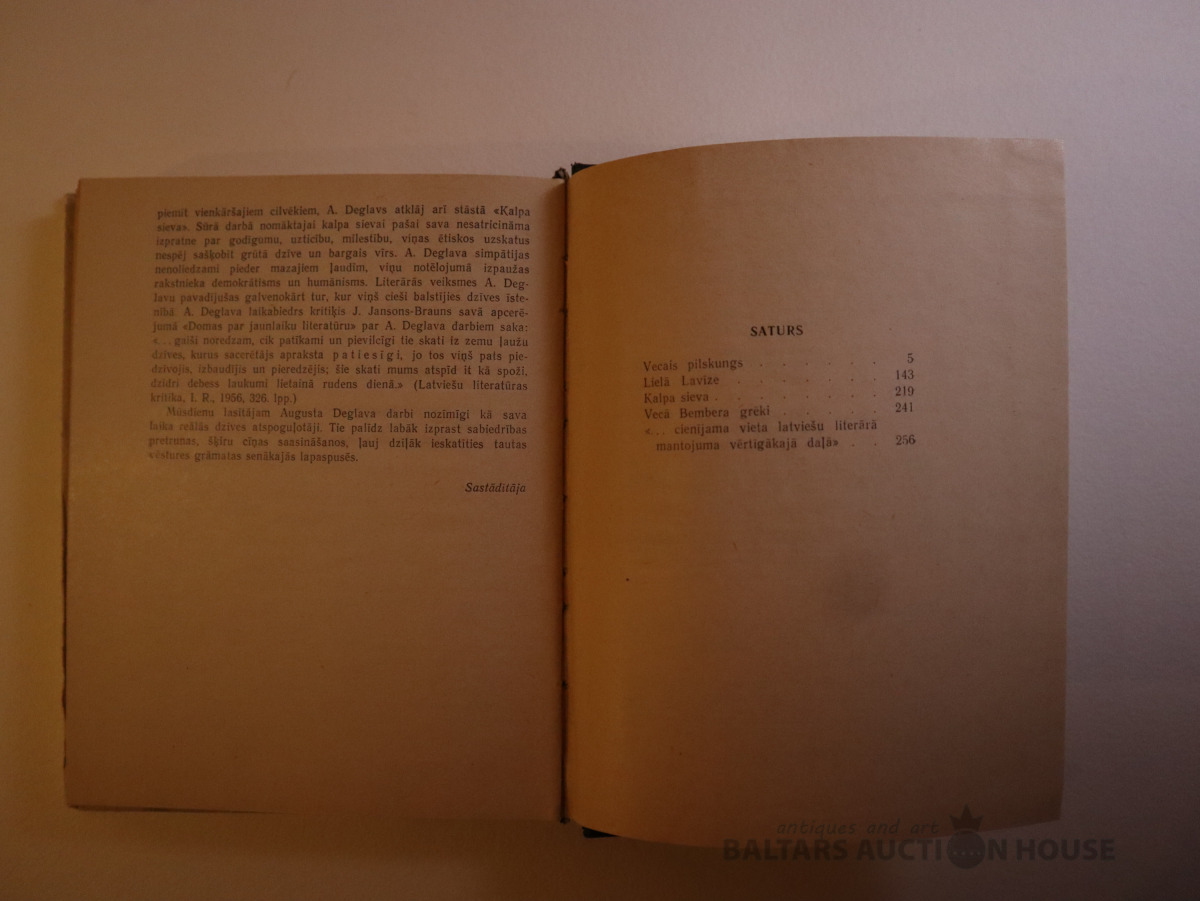 piemīt vienkāršajiem cilvēkiem, A. Deglavs atklāj arī stāstā «Kalpa
sieva». Sūrā darbā nomāktajai kalpa sievai pašai sava nesatricināma
izpratne par godīgumu, uzticību, mīlestību, viņas ētiskos uzskatus
nespēj sašķobīt grūtā dzīve un bargais vīrs. A. Deglava simpātijas
nenoliedzami pieder mazajiem ļaudīm, viņu notēlojumā izpaužas
rakstnieka demokrātisms un humānisms. Literārās veiksmes A. Deg-
lavu pavadījušas galvenokārt tur, kur viņš cieši balstījies dzīves īste-
nībā. A. Deglava laikabiedrs kritiķis J. Jansons-Brauns savā apcerē-
jumā «Domas par jaunlaiku literatūru» par A. Deglava darbiem saka:
«...gaiši noredzam, cik patīkami un pievilcīgi tie skati iz zemu ļaužu
dzīves, kurus sacerētājs apraksta patiesīgi, jo tos viņš pats pie-
dzīvojis, izbaudījis un pieredzējis; šie skati mums atspīd it kā spoži,
dzidri debess laukumi lietainā rudens dienā.» (Latviešu literatūras
kritika, I. R., 1956, 326. lpp.)
Mūsdienu lasītājam Augusta Deglava darbi nozīmīgi kā sava
laika reālās dzīves atspoguļotāji. Tie palīdz labāk izprast sabiedrības
pretrunas, šķiru cīņas saasināšanos, ļauj dziļāk ieskatīties tautas
vēstures grāmatas senākajās lapaspusēs.
Sastādītāja
SATURS
Vecais pilskungs . . . . . . 5
Lielā Lavīze . . . . . . . 143
Kalpa sieva . . . . . . . 219
Vecā Bembera grēki . . . . . 241
«... cienījama vieta latviešu literārā
mantojuma vērtīgākajā daļā» . . 256
antiques and art
BALTARS AUCTION HOUSE